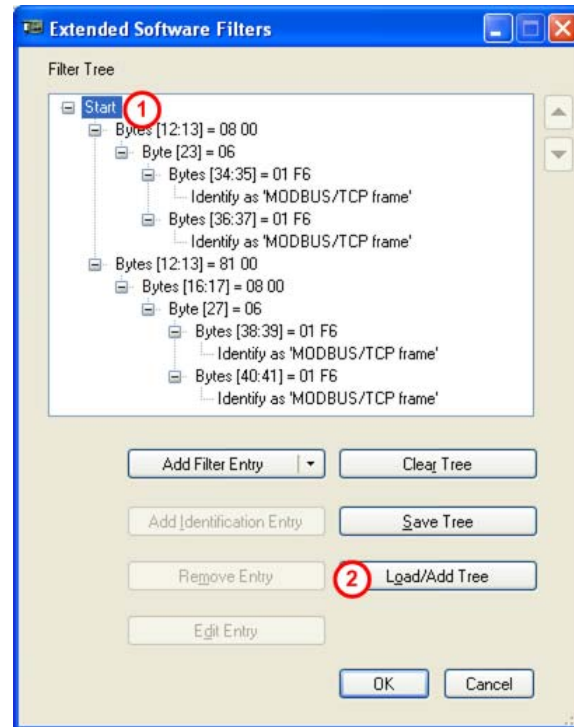 Extended Software Filters
Filter Tree
Start 1
Bytes [12:13] = 08 00
Byte [23] = 06
Bytes [34:35] = 01 F6
Identify as 'MODBUS/TCP frame'
Bytes [36:37] = 01 F6
Identify as 'MODBUS/TCP frame'
Bytes [12:13] = 81 00
Bytes [16:17] = 08 00
Byte [27] = 06
Bytes [38:39] = 01 F6
Identify as 'MODBUS/TCP frame'
Bytes [40:41] = 01 F6
Identify as 'MODBUS/TCP frame'
Add Filter Entry Clear Tree
Add Identification Entry Save Tree
Remove Entry 2 Load/Add Tree
Edit Entry
OK Cancel